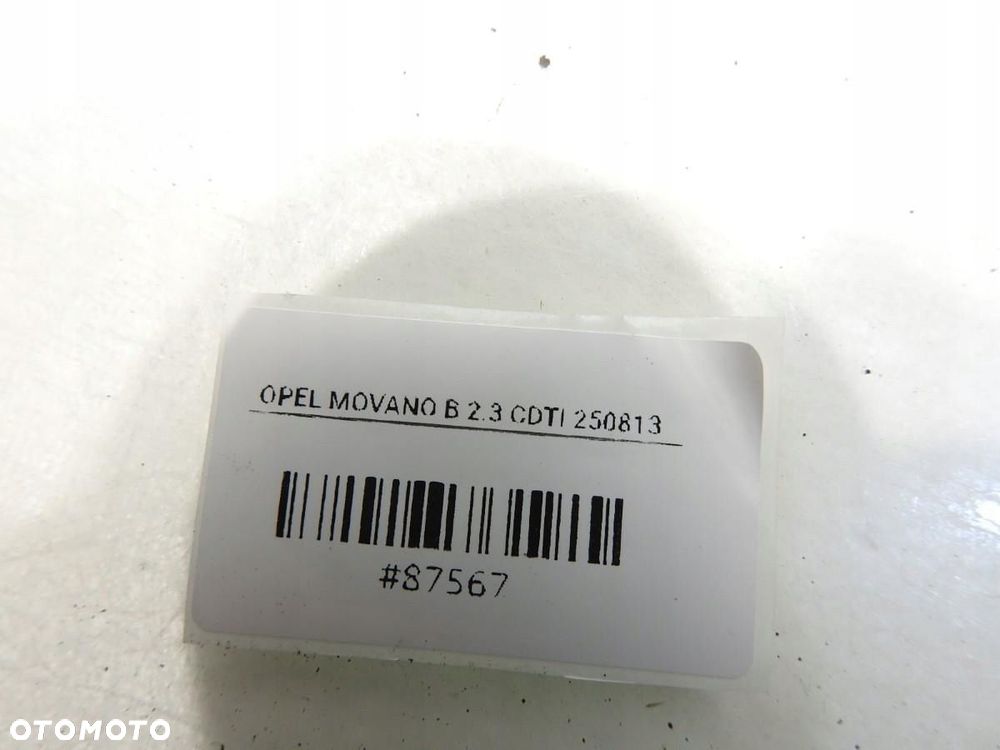 OPEL MOVANO B 2.3 CDTI 250813
#87567
OTOMOTO